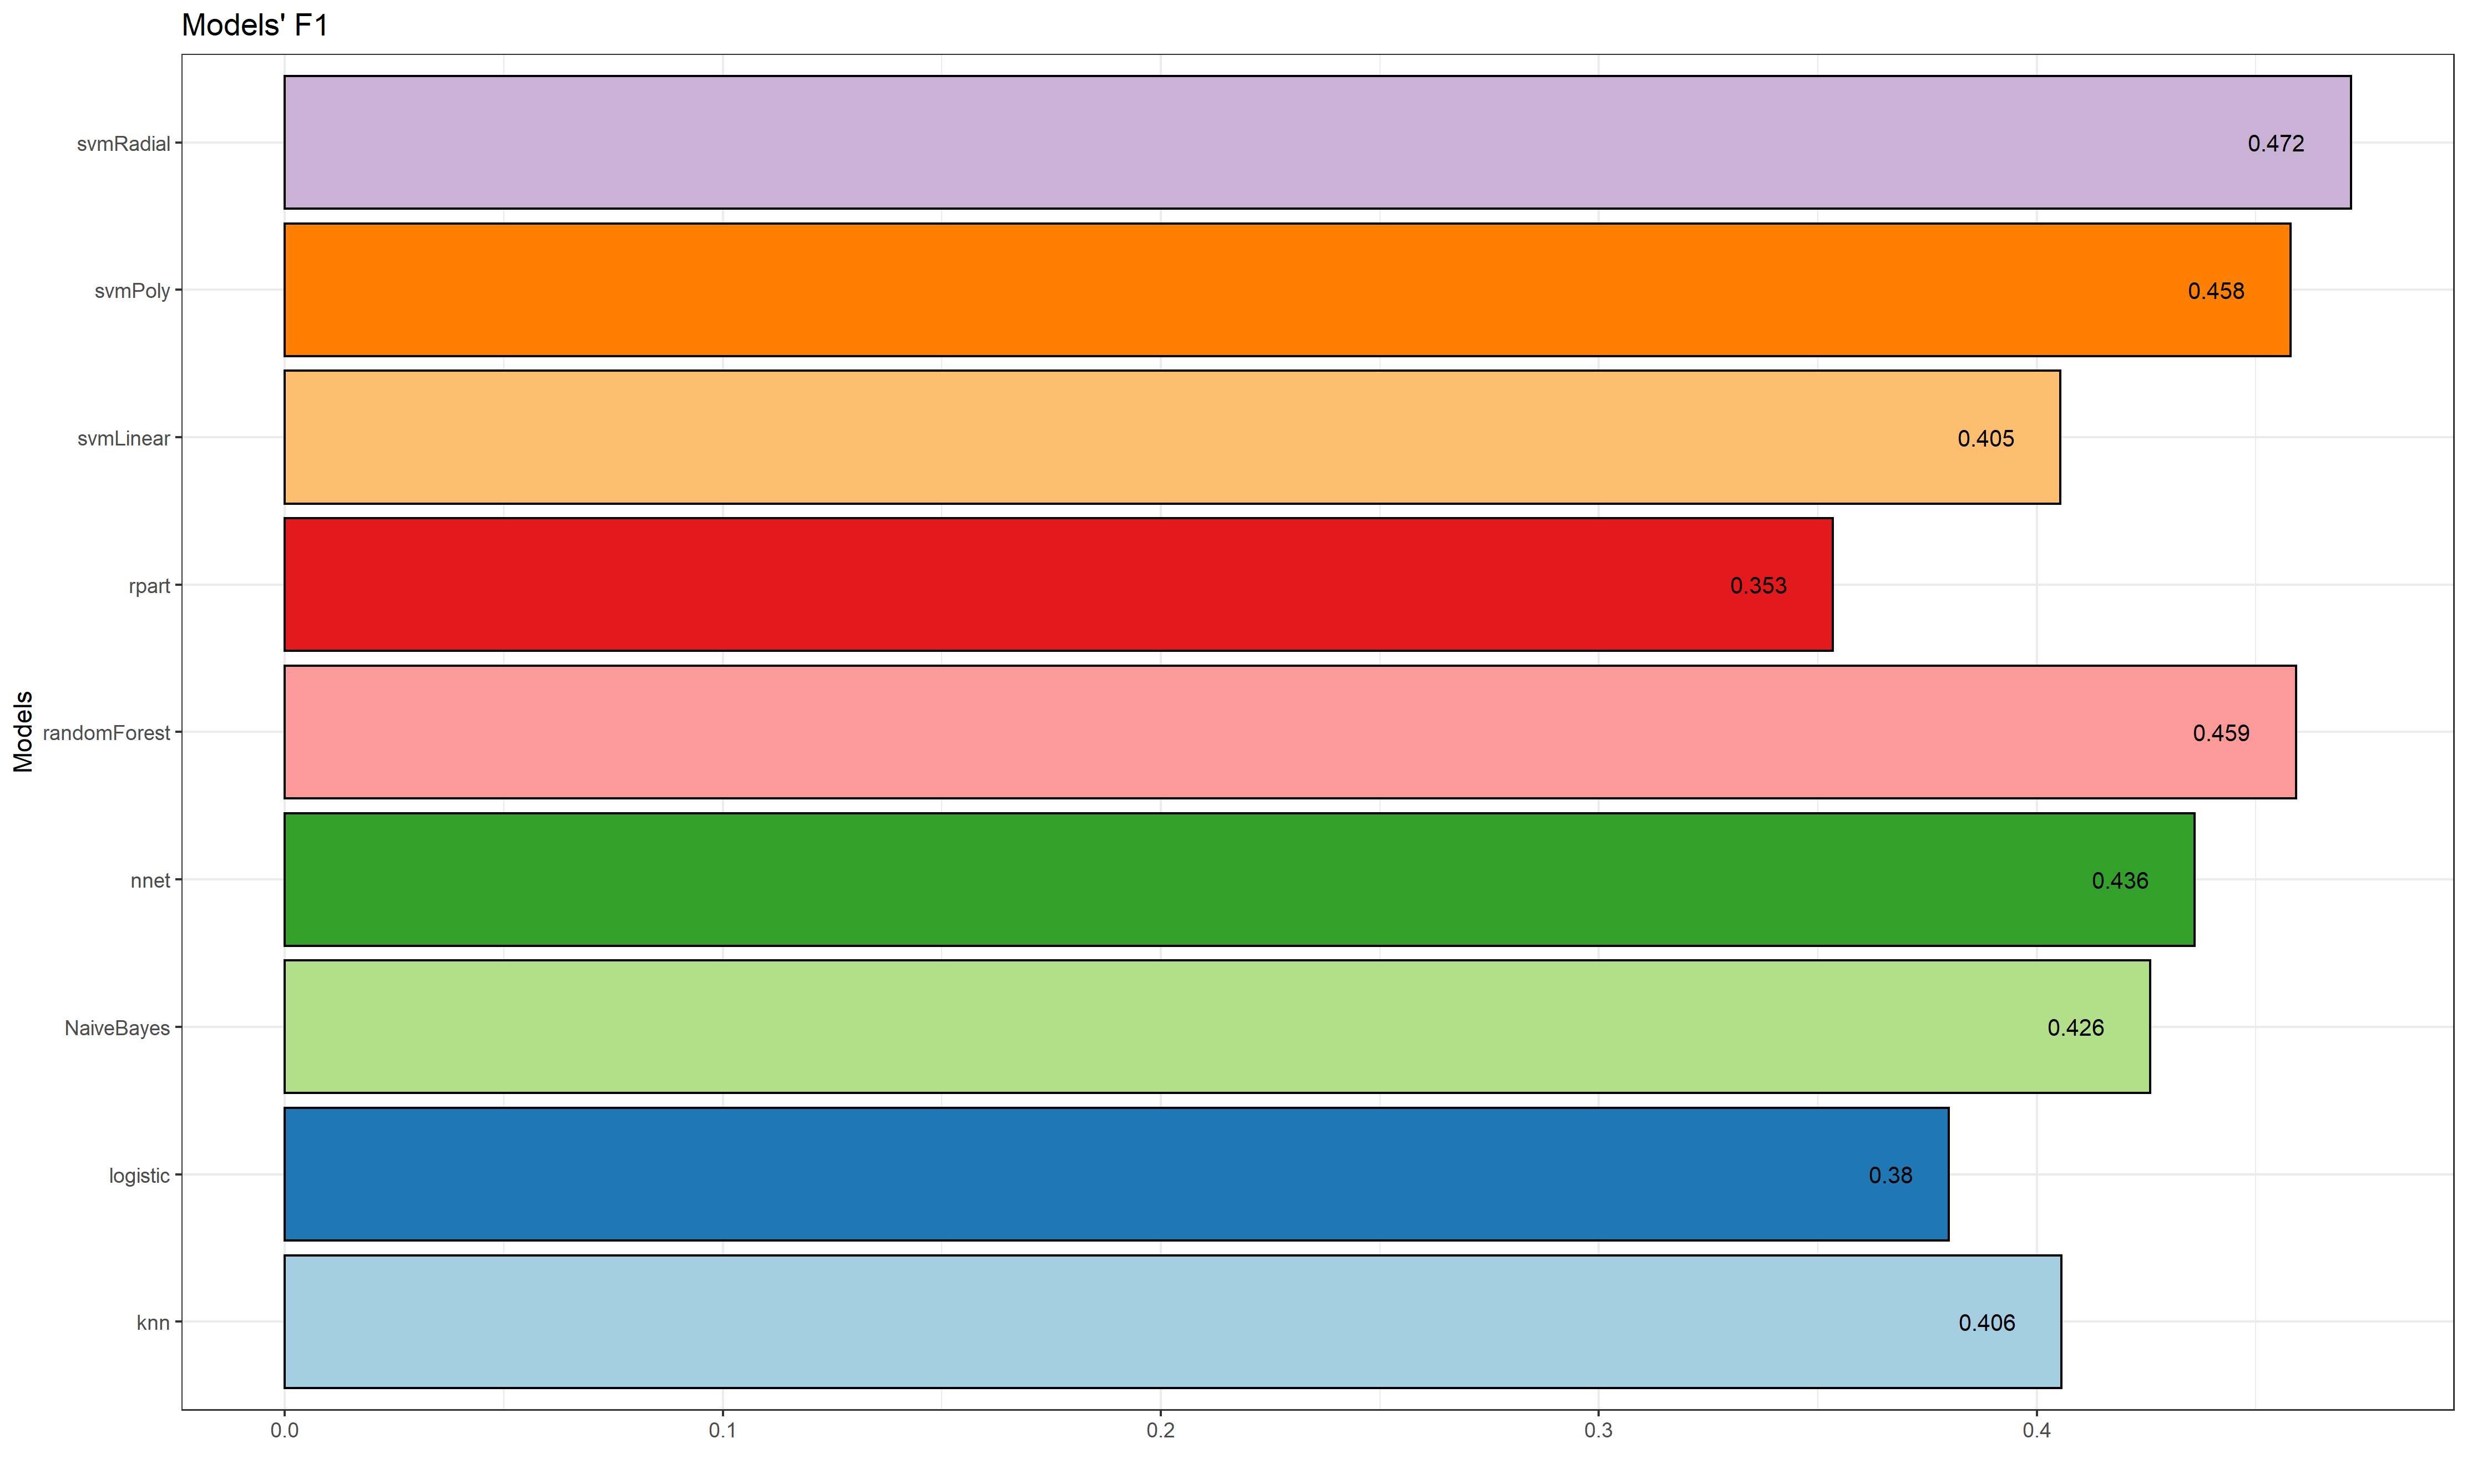 Models' F1
Models
svmRadial
0.472
svmPoly
0.458
svmLinear
0.405
rpart
0.353
randomForest
0.459
nnet
0.436
NaiveBayes
0.426
logistic
0.38
knn
0.406
0.0 0.1 0.2 0.3 0.4